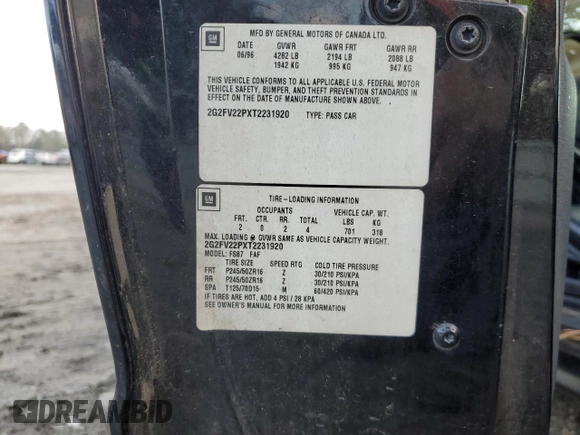 GM
MFD BY GENERAL MOTORS OF CANADA LTD.
DATE GVWR GAWR FRT GAWR RR
06/96 4282 LB 2194 LB 2088 LB
1942 KG 995 KG 947 KG
THIS VEHICLE CONFORMS TO ALL APPLICABLE U.S. FEDERAL MOTOR
VEHICLE SAFETY, BUMPER, AND THEFT PREVENTION STANDARDS IN
EFFECT ON THE DATE OF MANUFACTURE SHOWN ABOVE.
2G2FV22PXT2231920 TYPE: PASS CAR
GM
TIRE-LOADING INFORMATION
OCCUPANTS VEHICLE CAP. WT.
FRT. CTR. RR. TOTAL LBS KG
2 0 2 4 701 318
MAX. LOADING @ GVWR SAME AS VEHICLE CAPACITY WEIGHT.
2G2FV22PXT2231920
MODEL: FS87 FAF
TIRE SIZE SPEED RTG COLD TIRE PRESSURE
FRT P245/50ZR16 Z 30/210 PSI/KPA
RR P245/50ZR16 Z 30/210 PSI/KPA
SPA T125/70D15 M 60/420 PSI/KPA
IF TIRES ARE HOT, ADD 4 PSI / 28 KPA
SEE OWNER'S MANUAL FOR MORE INFORMATION
DREAMBID